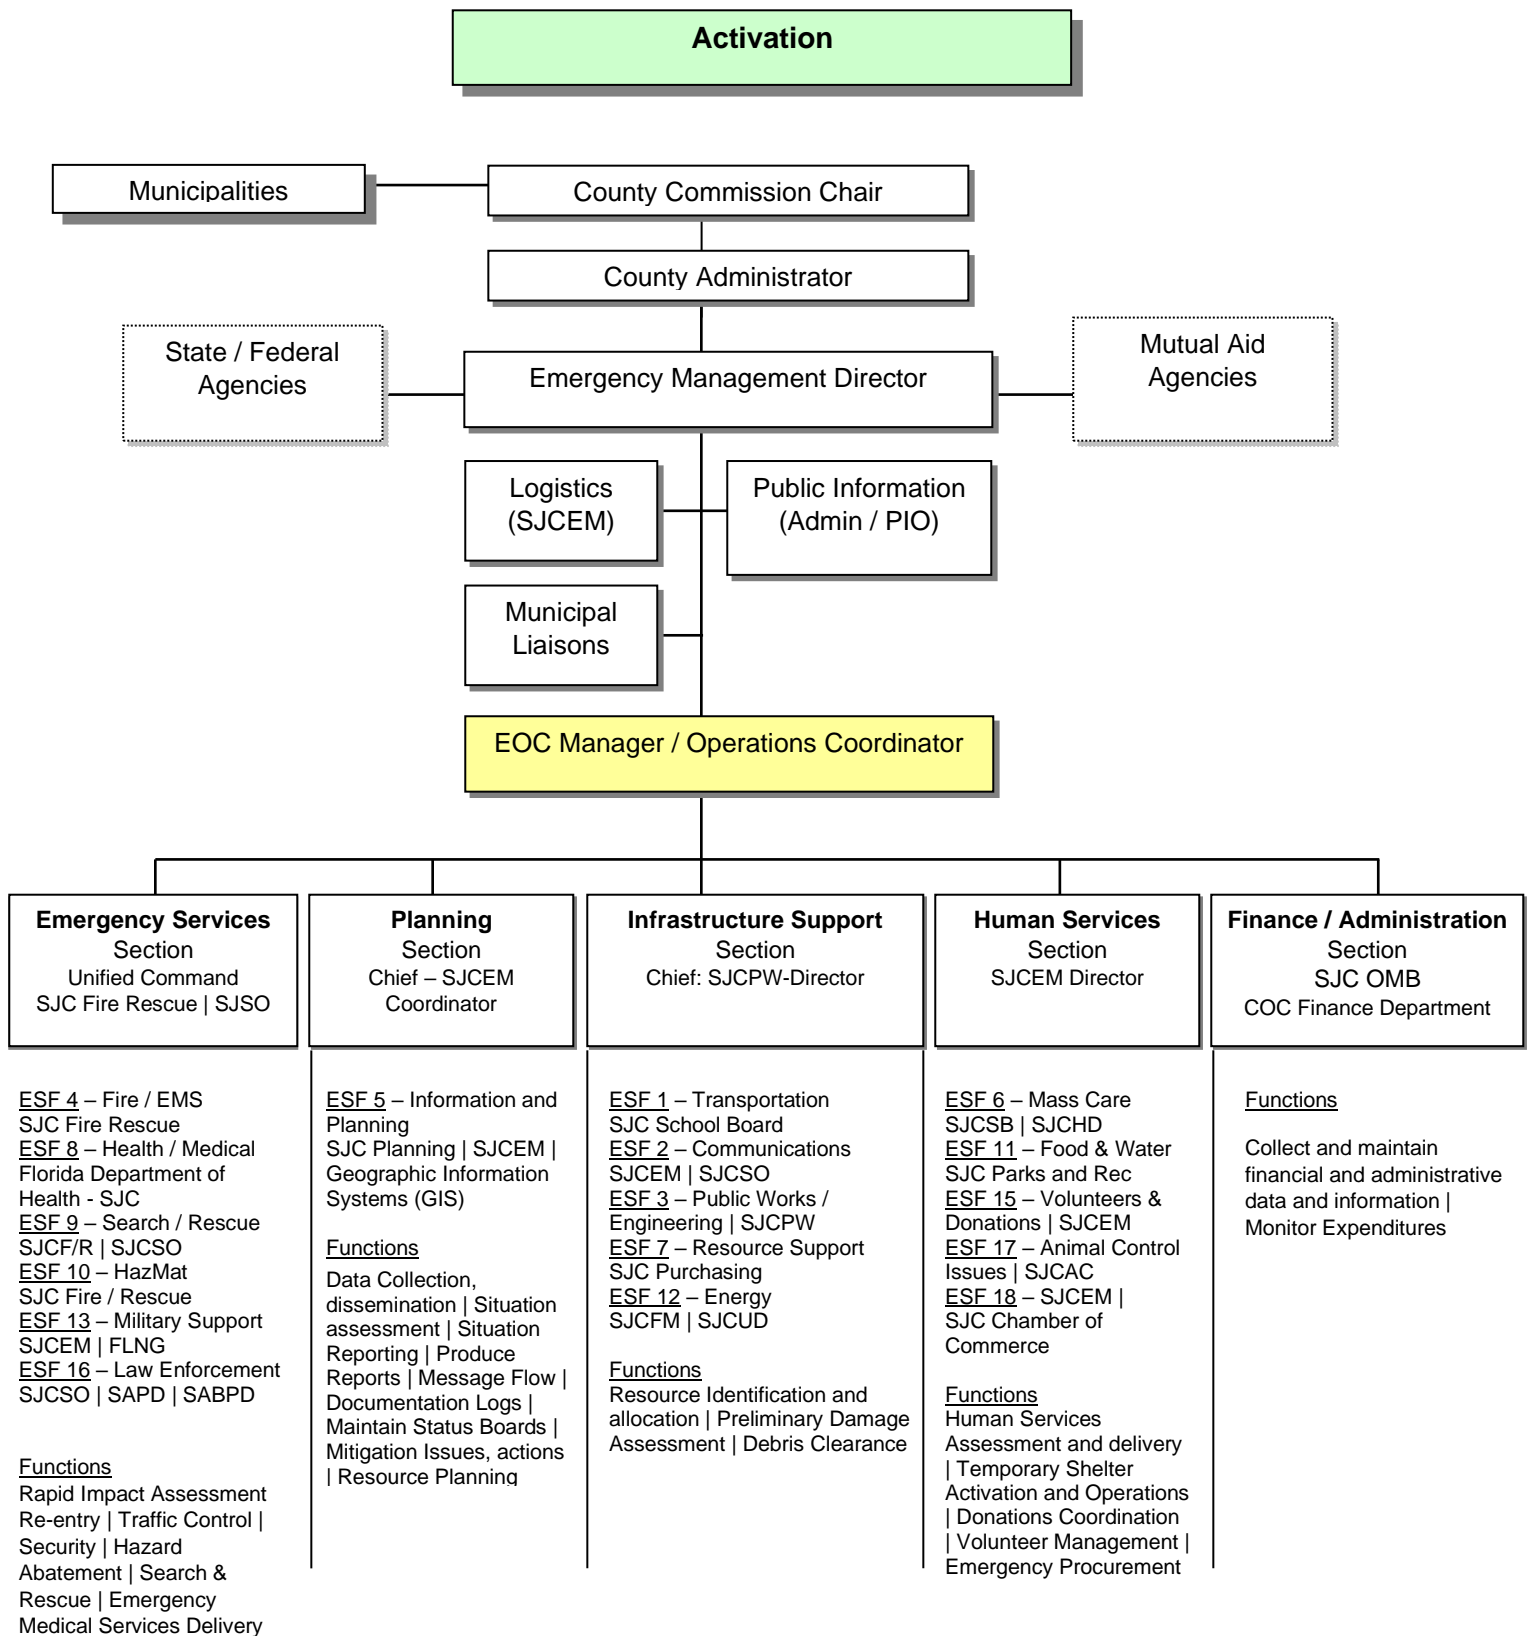 Activation
Municipalities
County Commission Chair
County Administrator
State / Federal
Agencies
Emergency Management Director
Mutual Aid
Agencies
Logistics
(SJCEM)
Public Information
(Admin / PIO)
Municipal
Liaisons
EOC Manager / Operations Coordinator
Emergency Services
Section
Unified Command
SJC Fire Rescue | SJSO
Planning
Section
Chief – SJCEM
Coordinator
Infrastructure Support
Section
Chief: SJCPW-Director
Human Services
Section
SJCEM Director
Finance / Administration
Section
SJC OMB
COC Finance Department
ESF 4 – Fire / EMS
SJC Fire Rescue
ESF 8 – Health / Medical
Florida Department of
Health - SJC
ESF 9 – Search / Rescue
SJCF/R | SJCSO
ESF 10 – HazMat
SJC Fire / Rescue
ESF 13 – Military Support
SJCEM | FLNG
ESF 16 – Law Enforcement
SJCSO | SAPD | SABPD
Functions
Rapid Impact Assessment
Re-entry | Traffic Control |
Security | Hazard
Abatement | Search &
Rescue | Emergency
Medical Services Delivery
ESF 5 – Information and
Planning
SJC Planning | SJCEM |
Geographic Information
Systems (GIS)
Functions
Data Collection,
dissemination | Situation
assessment | Situation
Reporting | Produce
Reports | Message Flow |
Documentation Logs |
Maintain Status Boards |
Mitigation Issues, actions
| Resource Planning
ESF 1 – Transportation
SJC School Board
ESF 2 – Communications
SJCEM | SJCSO
ESF 3 – Public Works /
Engineering | SJCPW
ESF 7 – Resource Support
SJC Purchasing
ESF 12 – Energy
SJCFM | SJCUD
Functions
Resource Identification and
allocation | Preliminary Damage
Assessment | Debris Clearance
ESF 6 – Mass Care
SJCSB | SJCHD
ESF 11 – Food & Water
SJC Parks and Rec
ESF 15 – Volunteers &
Donations | SJCEM
ESF 17 – Animal Control
Issues | SJCAC
ESF 18 – SJCEM |
SJC Chamber of
Commerce
Functions
Human Services
Assessment and delivery
| Temporary Shelter
Activation and Operations
| Donations Coordination
| Volunteer Management |
Emergency Procurement
Functions
Collect and maintain
financial and administrative
data and information |
Monitor Expenditures